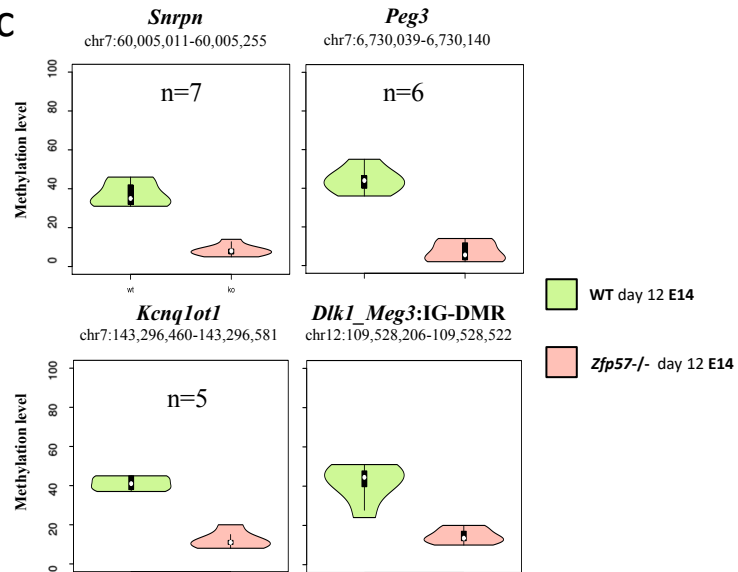 C
Snrpn
chr7:60,005,011-60,005,255
Peg3
chr7:6,730,039-6,730,140
Methylation level
0 20 40 60 80 100
n=7
n=6
wt ko
WT day 12 E14
Zfp57-/- day 12 E14
Kcnq1ot1
chr7:143,296,460-143,296,581
Dlk1_Meg3:IG-DMR
chr12:109,528,206-109,528,522
Methylation level
0 20 40 60 80 100
n=5